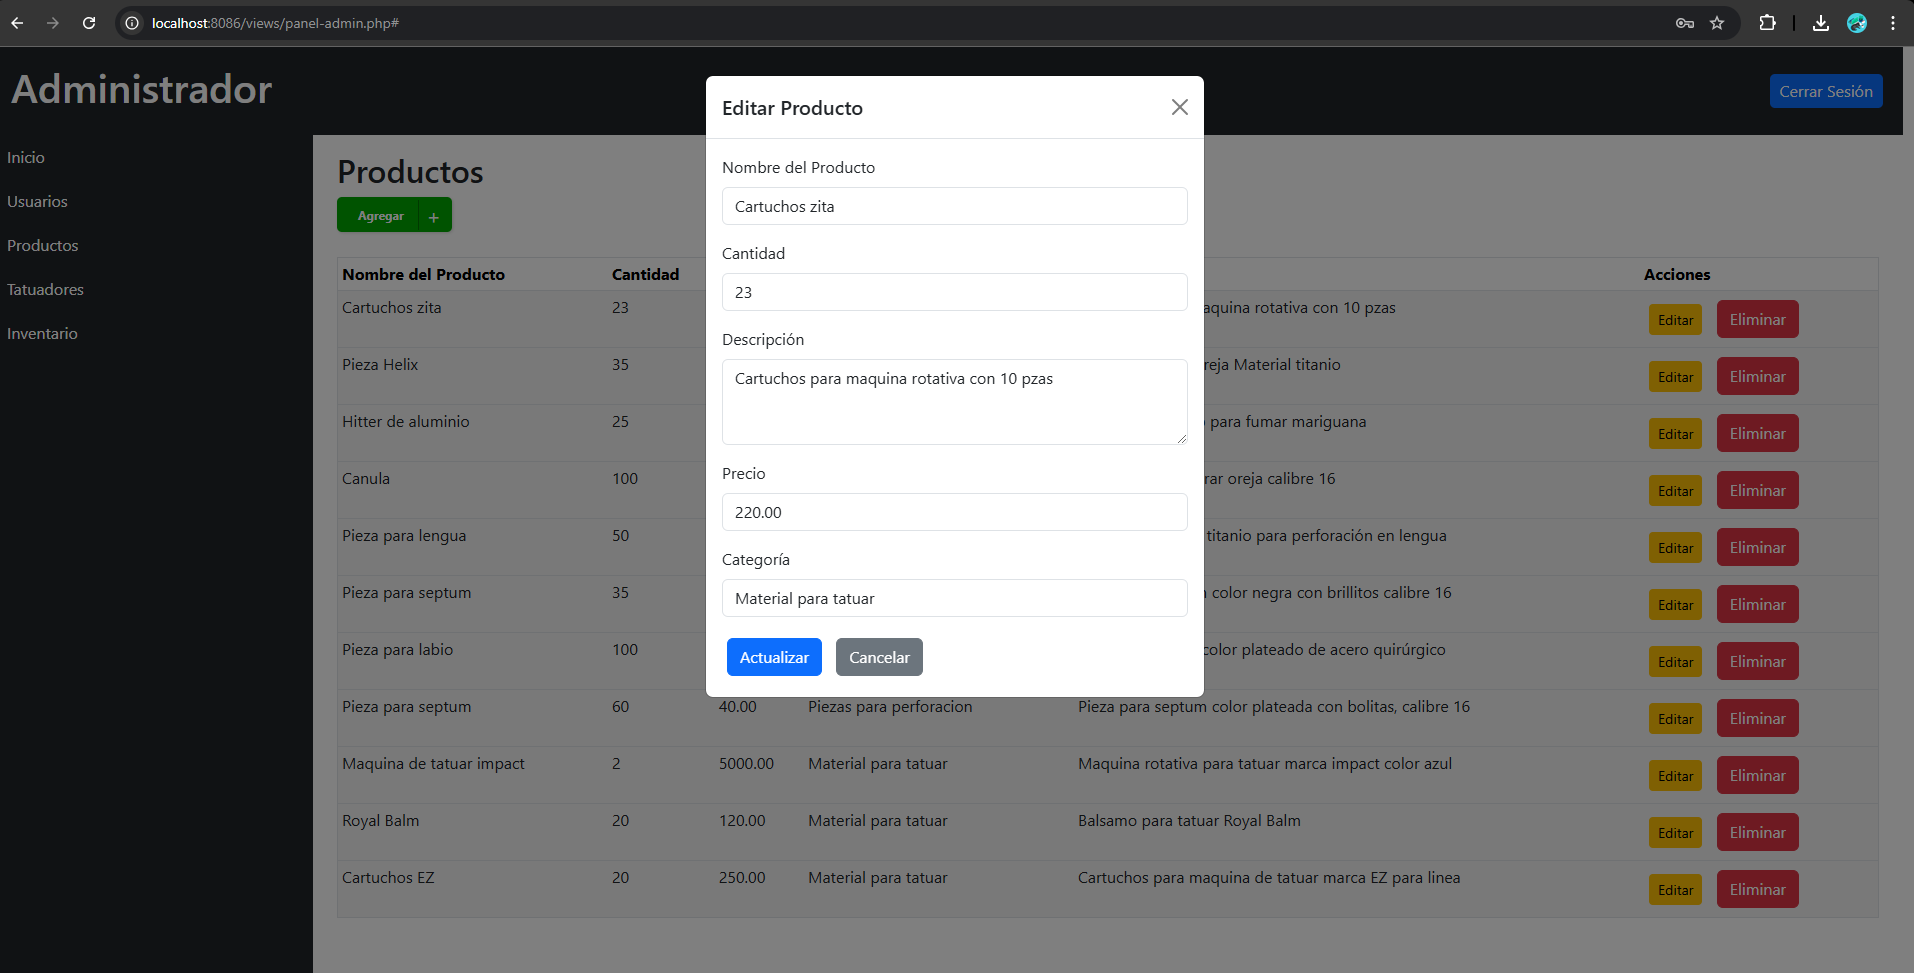 localhost:8086/views/panel-admin.php#
Administrador
Cerrar Sesión
Inicio
Usuarios
Productos
Tatuadores
Inventario
Productos
Agregar +
Nombre del Producto Cantidad Acciones
Cartuchos zita 23 rotativa con 10 pzas Editar Eliminar
Pieza Helix 35 Material titanio Editar Eliminar
Hitter de aluminio 25 para fumar mariguana Editar Eliminar
Canula 100 oreja calibre 16 Editar Eliminar
Pieza para lengua 50 titanio para perforación en lengua Editar Eliminar
Pieza para septum 35 color negra con brillitos calibre 16 Editar Eliminar
Pieza para labio 100 color plateado de acero quirúrgico Editar Eliminar
Pieza para septum 60 40.00 Piezas para perforacion Pieza para septum color plateada con bolitas, calibre 16 Editar Eliminar
Maquina de tatuar impact 2 5000.00 Material para tatuar Maquina rotativa para tatuar marca impact color azul Editar Eliminar
Royal Balm 20 120.00 Material para tatuar Balsamo para tatuar Royal Balm Editar Eliminar
Cartuchos EZ 20 250.00 Material para tatuar Cartuchos para maquina de tatuar marca EZ para linea Editar Eliminar
Editar Producto
Nombre del Producto
Cartuchos zita
Cantidad
23
Descripción
Cartuchos para maquina rotativa con 10 pzas
Precio
220.00
Categoría
Material para tatuar
Actualizar Cancelar